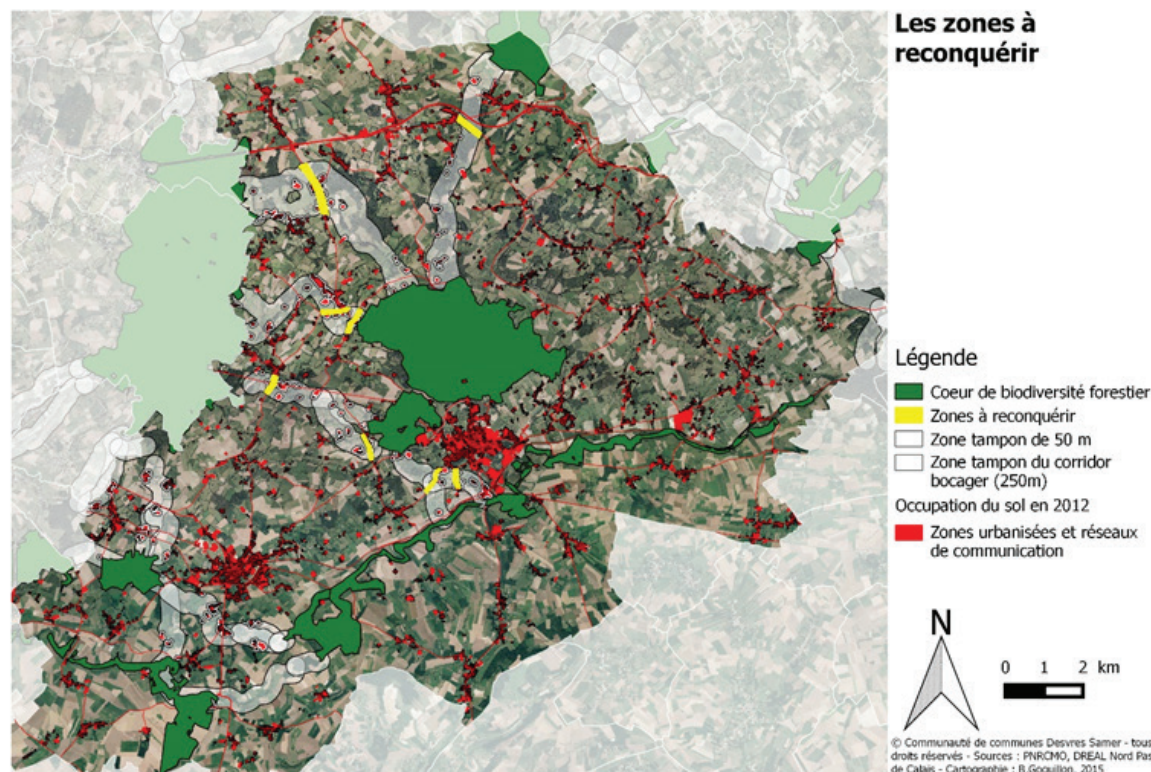 Les zones à
reconquérir
Légende
Coeur de biodiversité forestier
Zones à reconquérir
Zone tampon de 50 m
Zone tampon du corridor
bocager (250m)
Occupation du sol en 2012
Zones urbanisées et réseaux
de communication
N
0 1 2 km
© Communauté de communes Desvres Samer - tous
droits réservés - Sources : PNRCMO, DREAL Nord Pas
de Calais - Cartographie : B.Goguillon, 2015